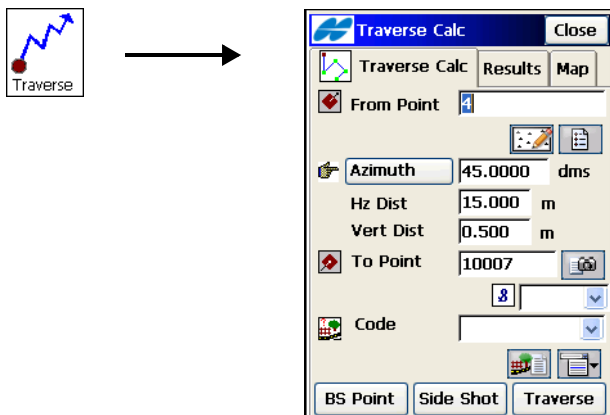 Traverse
Traverse Calc Close
Traverse Calc Results Map
From Point 4
Azimuth 45.0000 dms
Hz Dist 15.000 m
Vert Dist 0.500 m
To Point 10007
Code
BS Point Side Shot Traverse